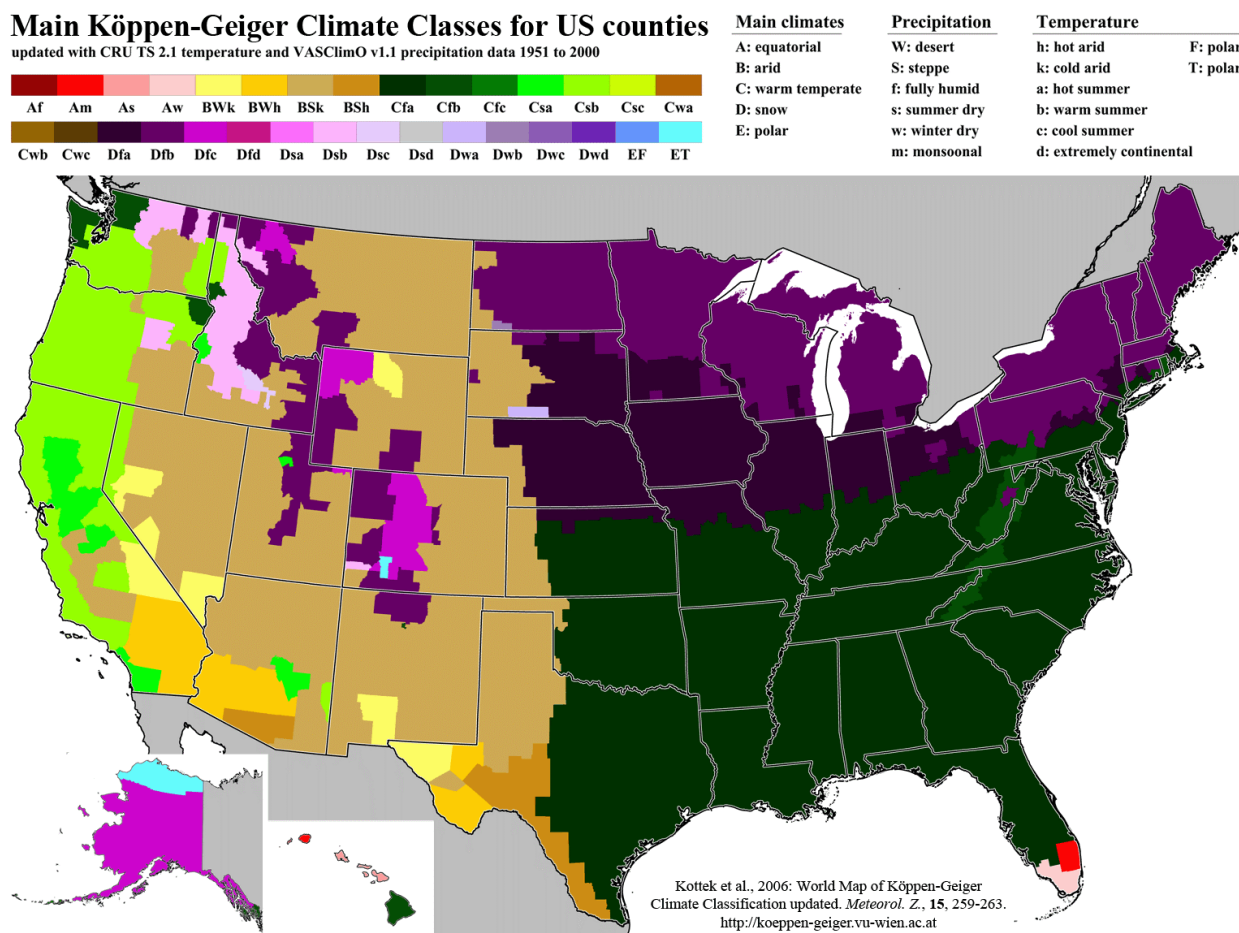 Main Köppen-Geiger Climate Classes for US counties
updated with CRU TS 2.1 temperature and VASClimO v1.1 precipitation data 1951 to 2000
Af Am As Aw BWk BWh BSk BSh Cfa Cfb Cfc Csa Csb Csc Cwa
Cwb Cwc Dfa Dfb Dfc Dfd Dsa Dsb Dsc Dsd Dwa Dwb Dwc Dwd EF ET
Main climates
A: equatorial
B: arid
C: warm temperate
D: snow
E: polar
Precipitation
W: desert
S: steppe
f: fully humid
s: summer dry
w: winter dry
m: monsoonal
Temperature
h: hot arid F: polar
k: cold arid T: polar
a: hot summer
b: warm summer
c: cool summer
d: extremely continental
Kottek et al., 2006: World Map of Köppen-Geiger
Climate Classification updated. Meteorol. Z., 15, 259-263.
http://koeppen-geiger.vu-wien.ac.at